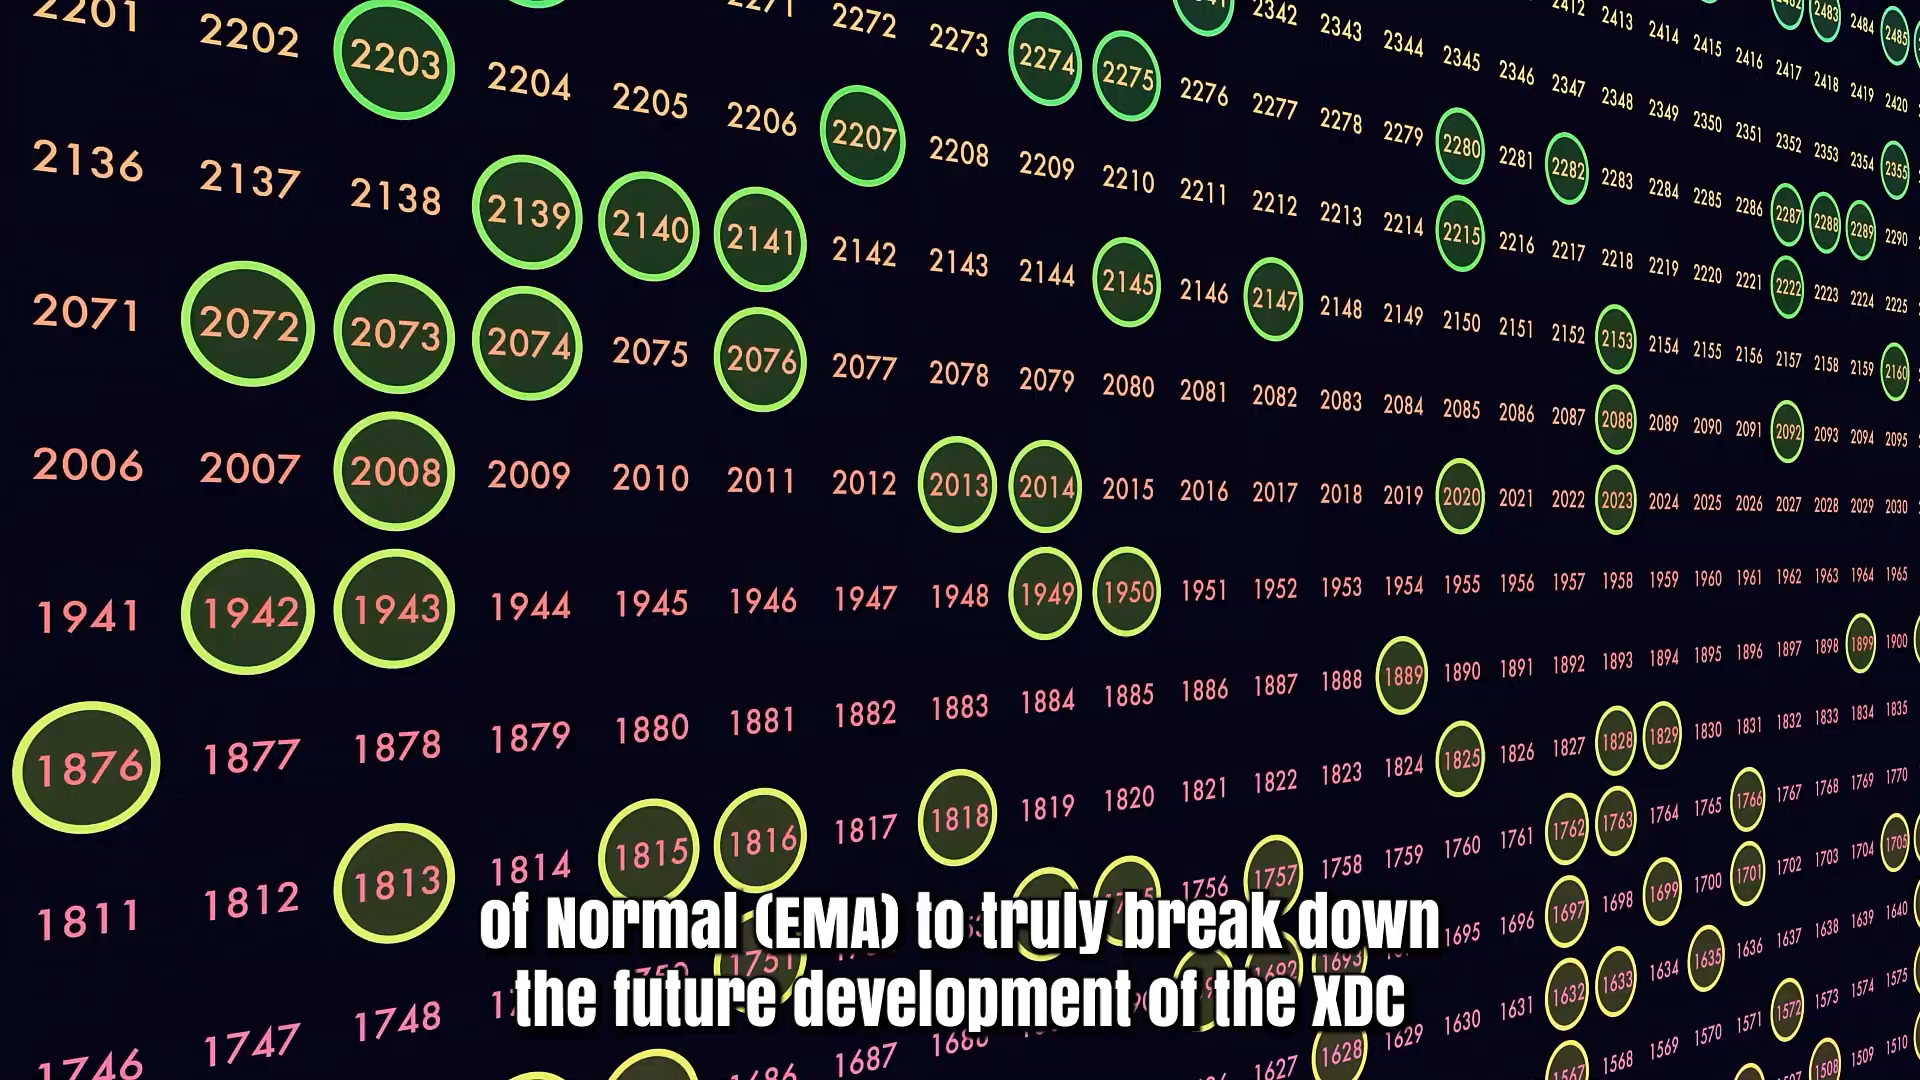 2201 2202 2203 2204 2205 2206 2207 2208 2209 2210 2211 2212 2213 2214 2215 2216 2217 2218 2219 2220 2221 2222 2223 2224 2225
2271 2272 2273 2274 2275 2276 2277 2278 2279 2280 2281 2282 2283 2284 2285 2286 2287 2288 2289 2290
2342 2343 2344 2345 2346 2347 2348 2349 2350 2351 2352 2353 2354 2355
2412 2413 2414 2415 2416 2417 2418 2419 2420
2483 2484 2485
2136 2137 2138 2139 2140 2141 2142 2143 2144 2145 2146 2147 2148 2149 2150 2151 2152 2153 2154 2155 2156 2157 2158 2159 2160
2071 2072 2073 2074 2075 2076 2077 2078 2079 2080 2081 2082 2083 2084 2085 2086 2087 2088 2089 2090 2091 2092 2093 2094 2095
2006 2007 2008 2009 2010 2011 2012 2013 2014 2015 2016 2017 2018 2019 2020 2021 2022 2023 2024 2025 2026 2027 2028 2029 2030
1941 1942 1943 1944 1945 1946 1947 1948 1949 1950 1951 1952 1953 1954 1955 1956 1957 1958 1959 1960 1961 1962 1963 1964 1965
1876 1877 1878 1879 1880 1881 1882 1883 1884 1885 1886 1887 1888 1889 1890 1891 1892 1893 1894 1895 1896 1897 1898 1899 1900
1811 1812 1813 1814 1815 1816 1817 1818 1819 1820 1821 1822 1823 1824 1825 1826 1827 1828 1829 1830 1831 1832 1833 1834 1835
1746 1747 1748 1751 1756 1757 1758 1759 1760 1761 1762 1763 1764 1765 1766 1767 1768 1769 1770
1686 1687 1688 1692 1693 1695 1696 1697 1698 1699 1700 1701 1702 1703 1704 1705
1627 1628 1629 1630 1631 1632 1633 1634 1635 1636 1637 1638 1639 1640
1567 1568 1569 1570 1571 1572 1573 1574 1575
1508 1509 1510
of Normal (EMA) to truly break down
the future development of the XDC